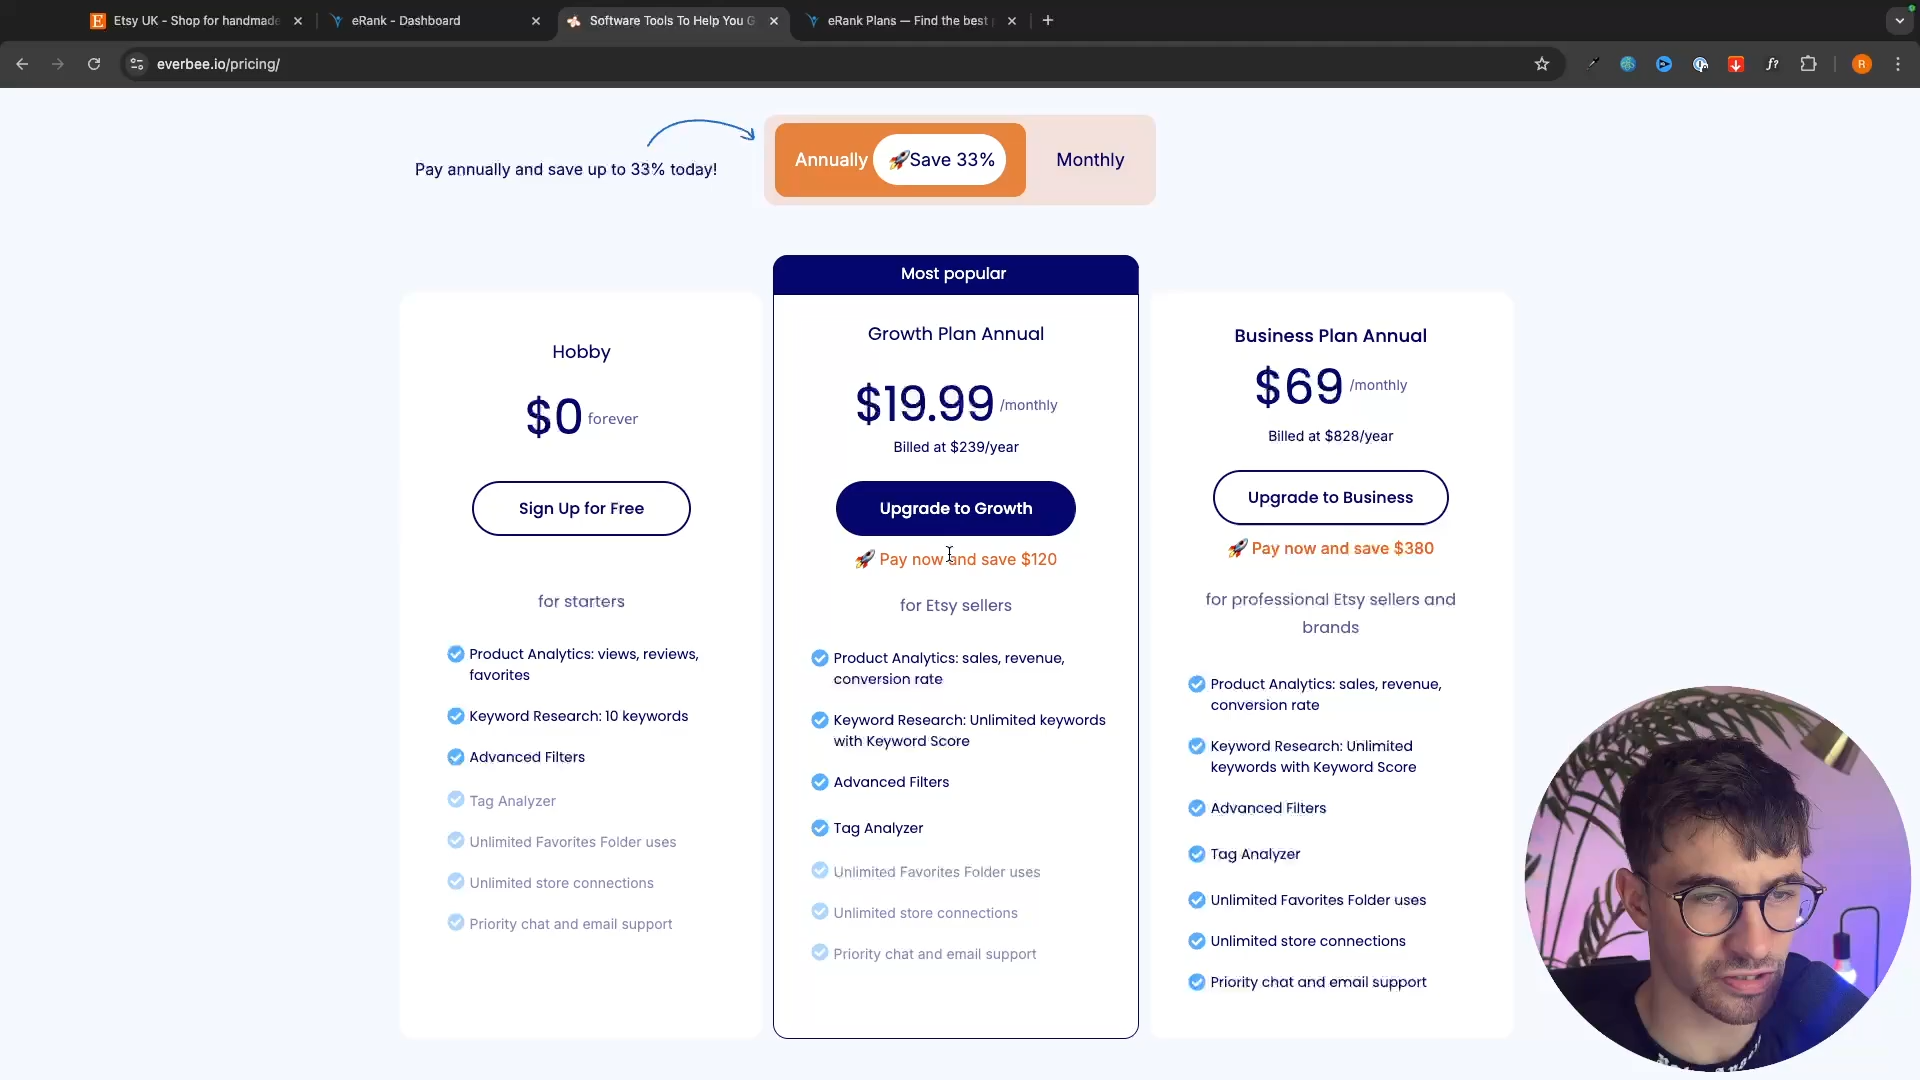 Etsy UK - Shop for handmade
eRank - Dashboard
Software Tools To Help You G
eRank Plans — Find the best
everbee.io/pricing/
R
Pay annually and save up to 33% today!
Annually 🚀Save 33%
Monthly
Hobby
$0 forever
Sign Up for Free
for starters
Product Analytics: views, reviews,
favorites
Keyword Research: 10 keywords
Advanced Filters
Tag Analyzer
Unlimited Favorites Folder uses
Unlimited store connections
Priority chat and email support
Most popular
Growth Plan Annual
$19.99 /monthly
Billed at $239/year
Upgrade to Growth
🚀 Pay now and save $120
for Etsy sellers
Product Analytics: sales, revenue,
conversion rate
Keyword Research: Unlimited keywords
with Keyword Score
Advanced Filters
Tag Analyzer
Unlimited Favorites Folder uses
Unlimited store connections
Priority chat and email support
Business Plan Annual
$69 /monthly
Billed at $828/year
Upgrade to Business
🚀 Pay now and save $380
for professional Etsy sellers and
brands
Product Analytics: sales, revenue,
conversion rate
Keyword Research: Unlimited
keywords with Keyword Score
Advanced Filters
Tag Analyzer
Unlimited Favorites Folder uses
Unlimited store connections
Priority chat and email support